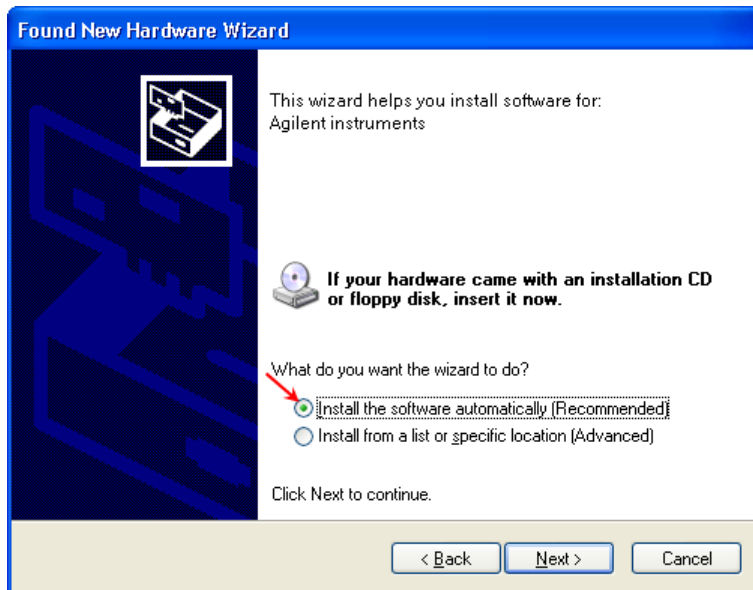 Found New Hardware Wizard
This wizard helps you install software for:
Agilent instruments
If your hardware came with an installation CD
or floppy disk, insert it now.
What do you want the wizard to do?
Install the software automatically (Recommended)
Install from a list or specific location (Advanced)
Click Next to continue.
< Back
Next >
Cancel